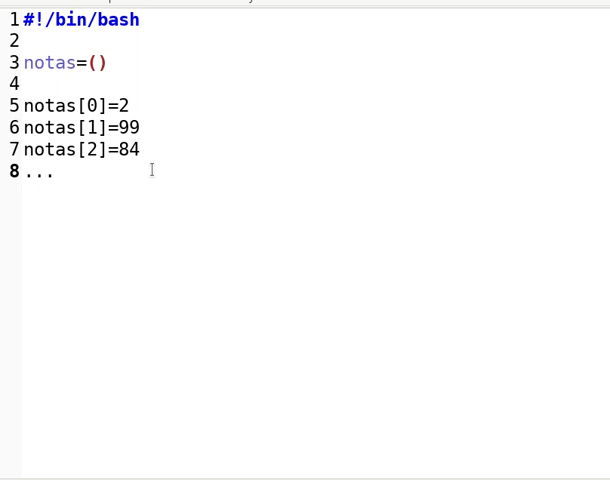 1 #!/bin/bash
2
3 notas=()
4
5 notas[0]=2
6 notas[1]=99
7 notas[2]=84
8 ...